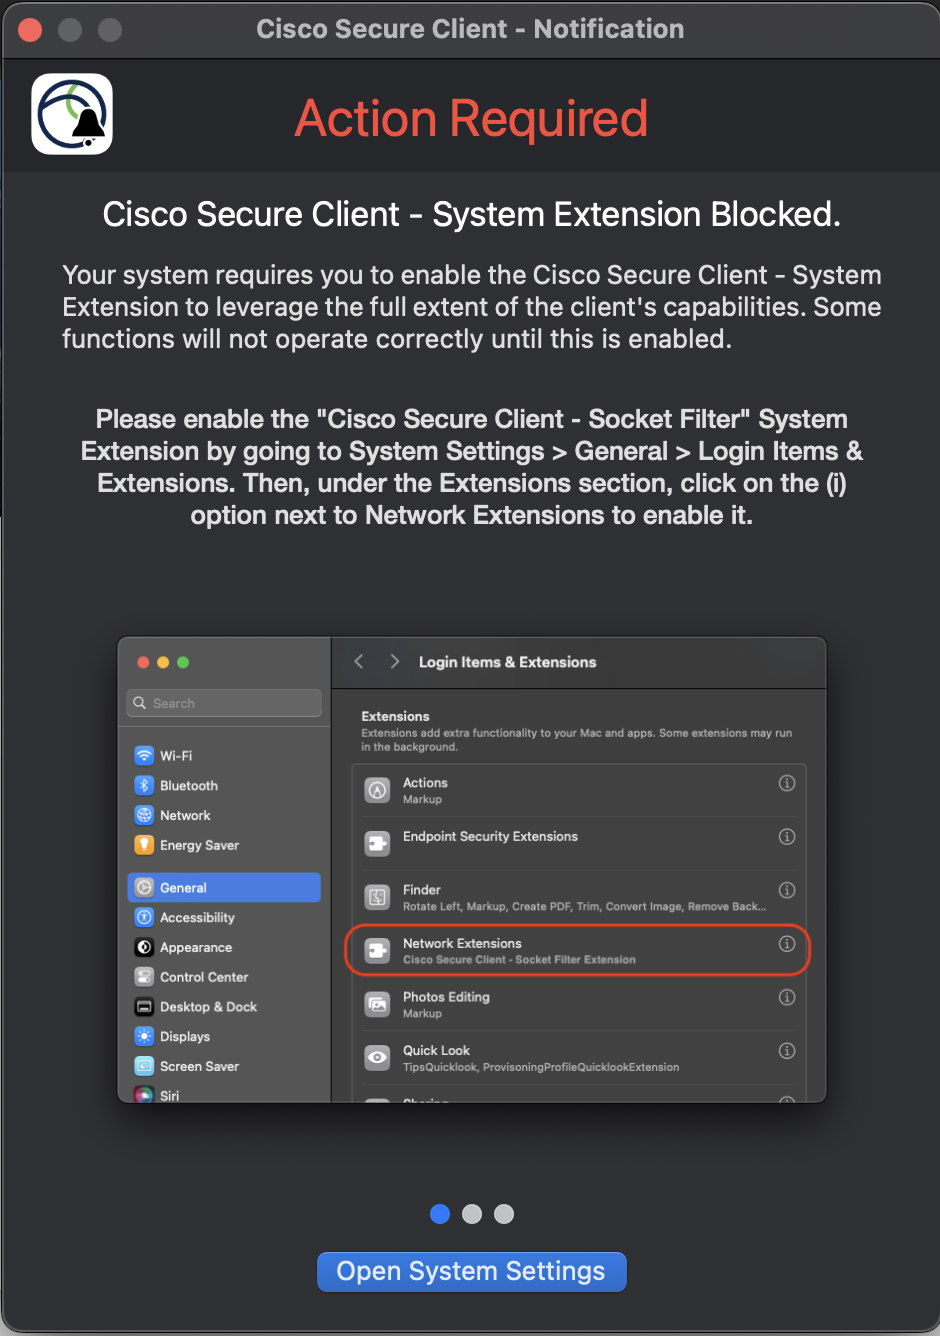 Cisco Secure Client - Notification
Action Required
Cisco Secure Client - System Extension Blocked.
Your system requires you to enable the Cisco Secure Client - System
Extension to leverage the full extent of the client's capabilities. Some
functions will not operate correctly until this is enabled.
Please enable the "Cisco Secure Client - Socket Filter" System
Extension by going to System Settings > General > Login Items &
Extensions. Then, under the Extensions section, click on the (i)
option next to Network Extensions to enable it.
Login Items & Extensions
Search
Wi-Fi
Bluetooth
Network
Energy Saver
General
Accessibility
Appearance
Control Center
Desktop & Dock
Displays
Screen Saver
Siri
Extensions
Extensions add extra functionality to your Mac and apps. Some extensions may run
in the background.
Actions
Markup
Endpoint Security Extensions
Finder
Rotate Left, Markup, Create PDF, Trim, Convert Image, Remove Back...
Network Extensions
Cisco Secure Client - Socket Filter Extension
Photos Editing
Markup
Quick Look
TipsQuicklook, ProvisioningProfileQuicklookExtension
Open System Settings